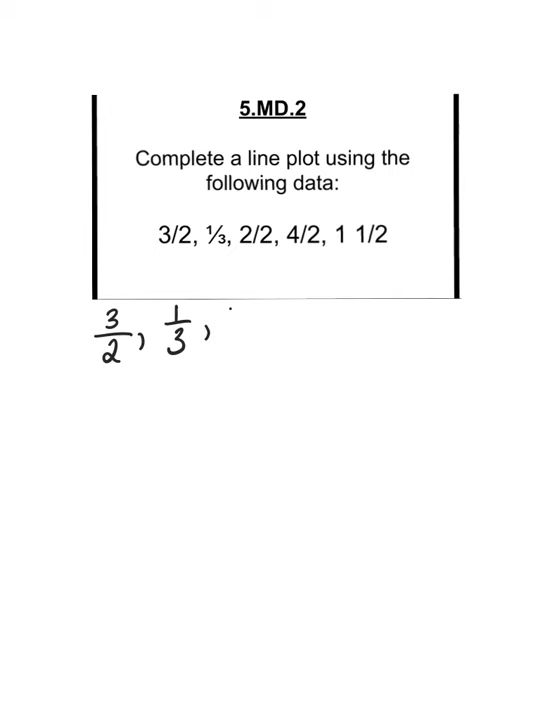 5.MD.2
Complete a line plot using the
following data:
3/2, ⅓, 2/2, 4/2, 1 1/2
3/2, 1/3,